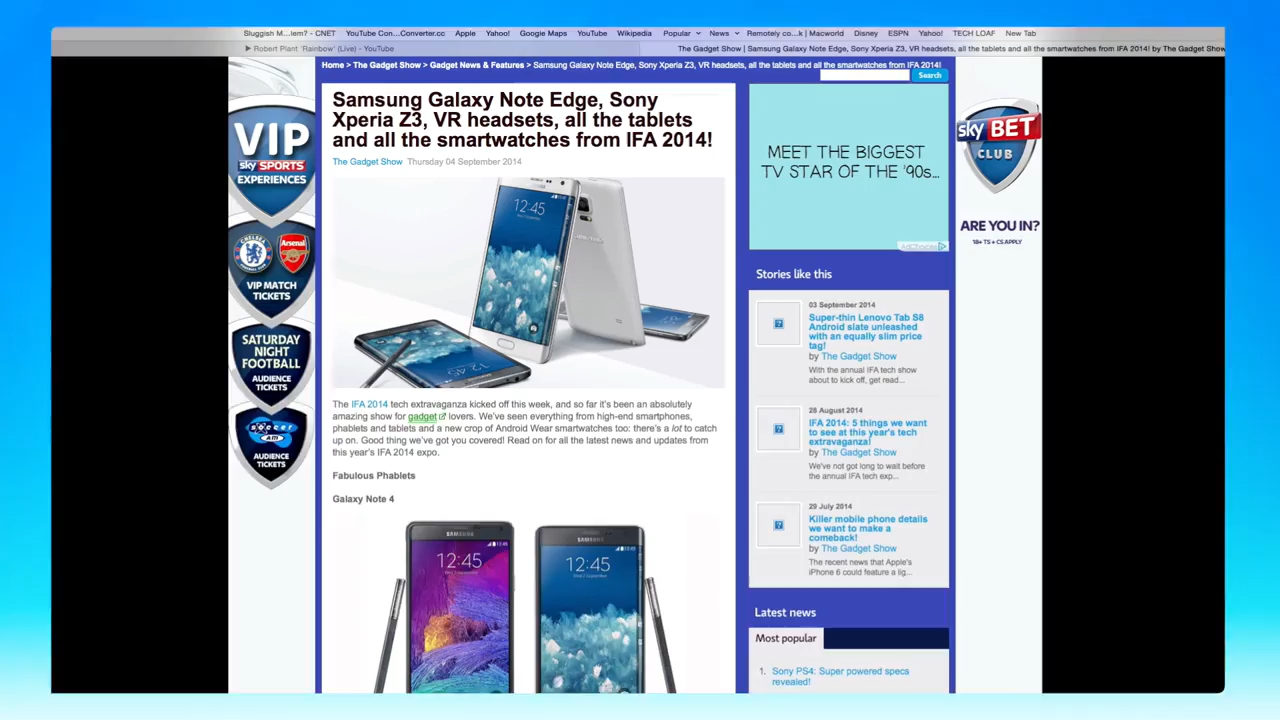 Sluggish M...iem? - CNET YouTube Con...Converter.cc Apple Yahoo! Google Maps YouTube Wikipedia Popular News Remotely co...k | Macworld Disney ESPN Yahoo! TECH LOAF New Tab
Robert Plant 'Rainbow' (Live) - YouTube
The Gadget Show | Samsung Galaxy Note Edge, Sony Xperia Z3, VR headsets, all the tablets and all the smartwatches from IFA 2014! by The Gadget Show
Home > The Gadget Show > Gadget News & Features > Samsung Galaxy Note Edge, Sony Xperia Z3, VR headsets, all the tablets and all the smartwatches from IFA 2014!
Search
VIP
sky SPORTS
EXPERIENCES
CHELSEA
Arsenal
VIP MATCH
TICKETS
SATURDAY
NIGHT
FOOTBALL
AUDIENCE
TICKETS
SOCCER
AM
AUDIENCE
TICKETS
Samsung Galaxy Note Edge, Sony
Xperia Z3, VR headsets, all the tablets
and all the smartwatches from IFA 2014!
The Gadget Show Thursday 04 September 2014
12:45
The IFA 2014 tech extravaganza kicked off this week, and so far it's been an absolutely
amazing show for gadget lovers. We've seen everything from high-end smartphones,
phablets and tablets and a new crop of Android Wear smartwatches too: there's a lot to catch
up on. Good thing we've got you covered! Read on for all the latest news and updates from
this year's IFA 2014 expo.
Fabulous Phablets
Galaxy Note 4
SAMSUNG
12:45
SAMSUNG
12:45
MEET THE BIGGEST
TV STAR OF THE '90s...
AdChoices
Stories like this
03 September 2014
Super-thin Lenovo Tab S8
Android slate unleashed
with an equally slim price
tag!
by The Gadget Show
With the annual IFA tech show
about to kick off, get read...
28 August 2014
IFA 2014: 5 things we want
to see at this year's tech
extravaganza!
by The Gadget Show
We've not got long to wait before
the annual IFA tech exp...
29 July 2014
Killer mobile phone details
we want to make a
comeback!
by The Gadget Show
The recent news that Apple's
iPhone 6 could feature a lig...
Latest news
Most popular
1. Sony PS4: Super powered specs
revealed!
sky BET
CLUB
ARE YOU IN?
18+ TS + CS APPLY